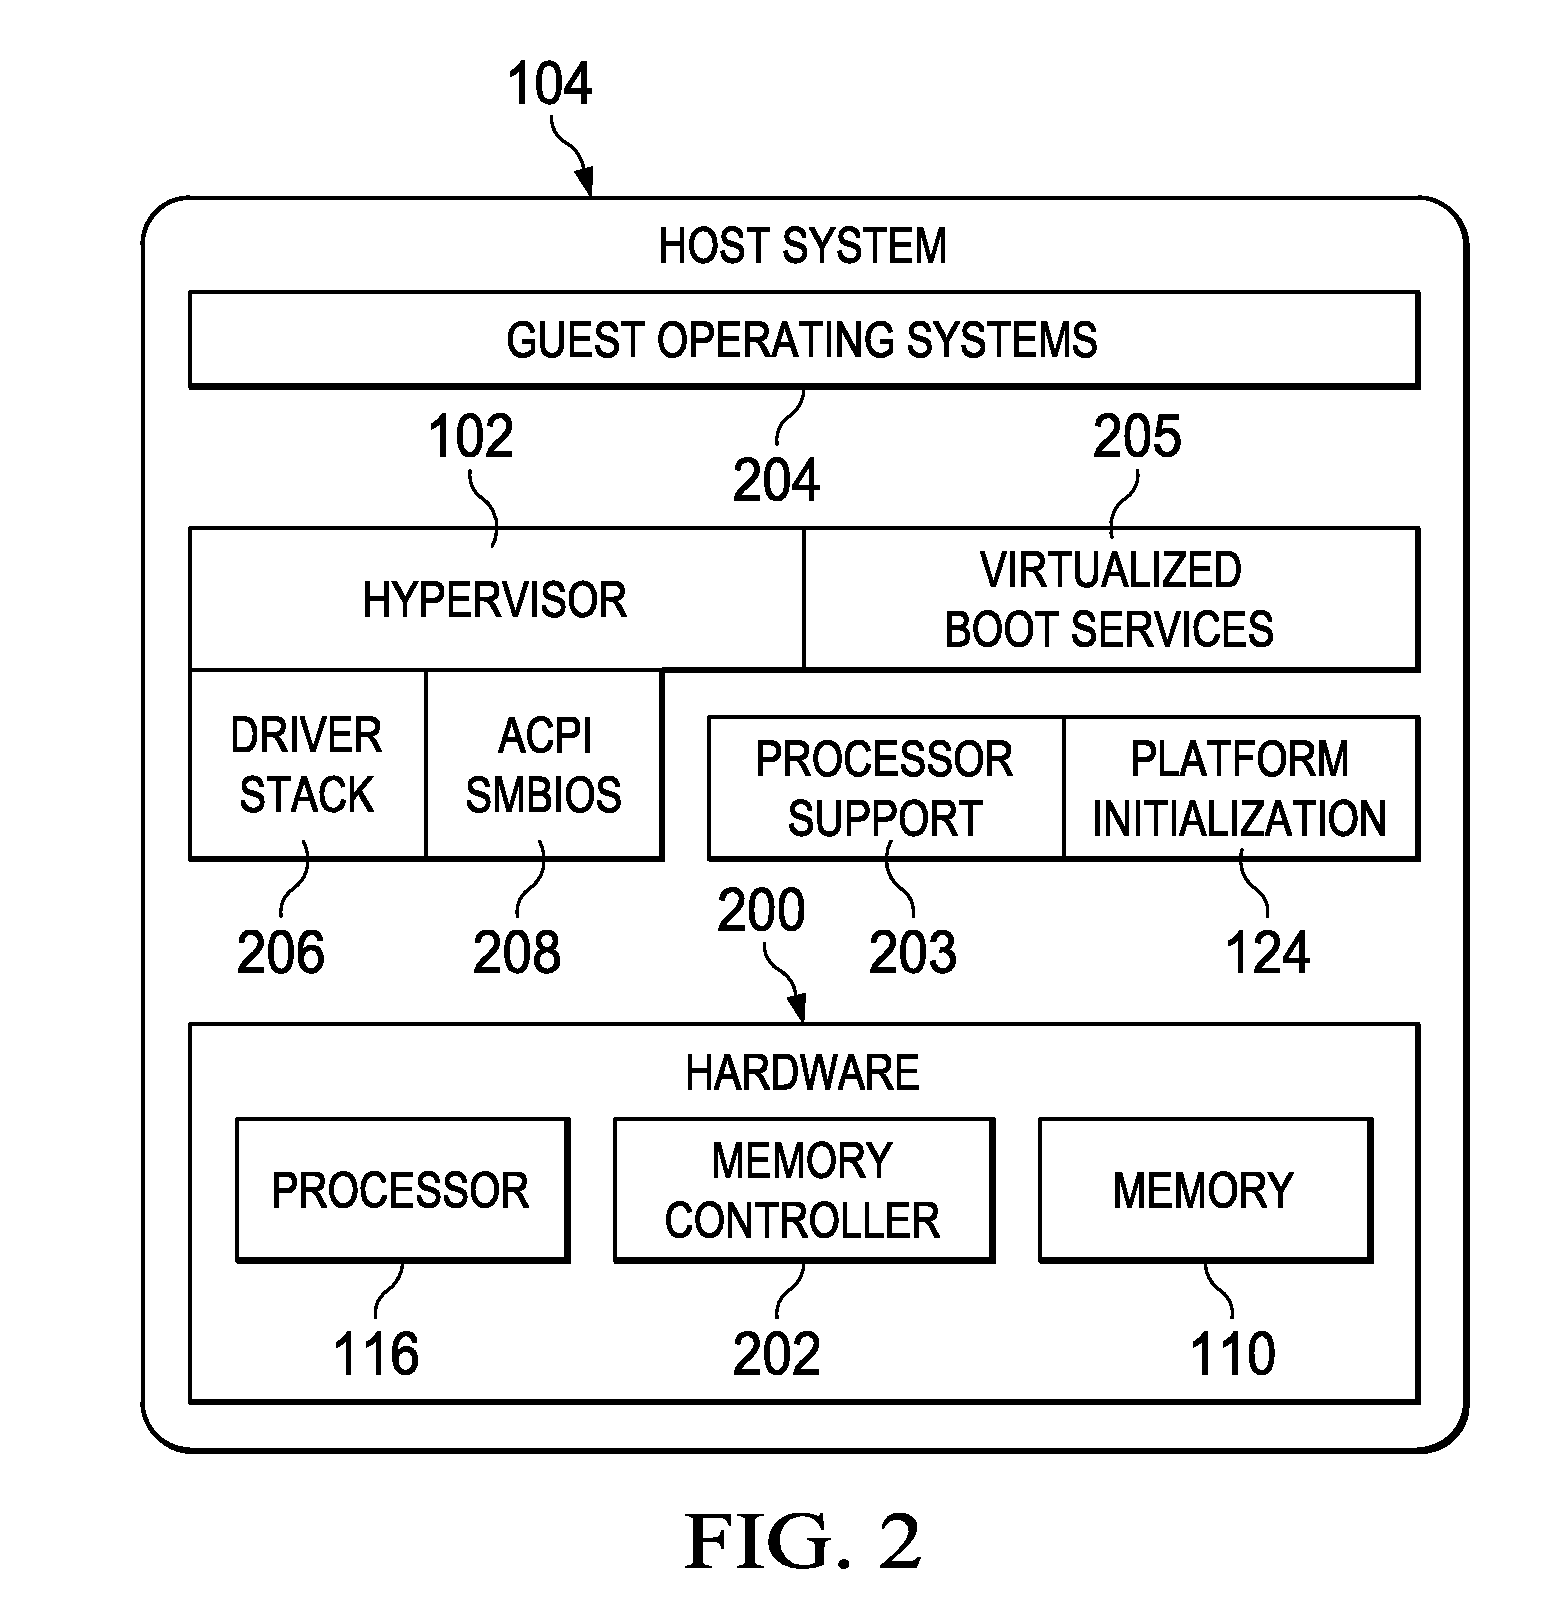 104
HOST SYSTEM
GUEST OPERATING SYSTEMS
102
204
205
HYPERVISOR
VIRTUALIZED
BOOT SERVICES
DRIVER
STACK
ACPI
SMBIOS
PROCESSOR
SUPPORT
PLATFORM
INITIALIZATION
206
208
200
203
124
HARDWARE
PROCESSOR
MEMORY
CONTROLLER
MEMORY
116
202
110
FIG. 2